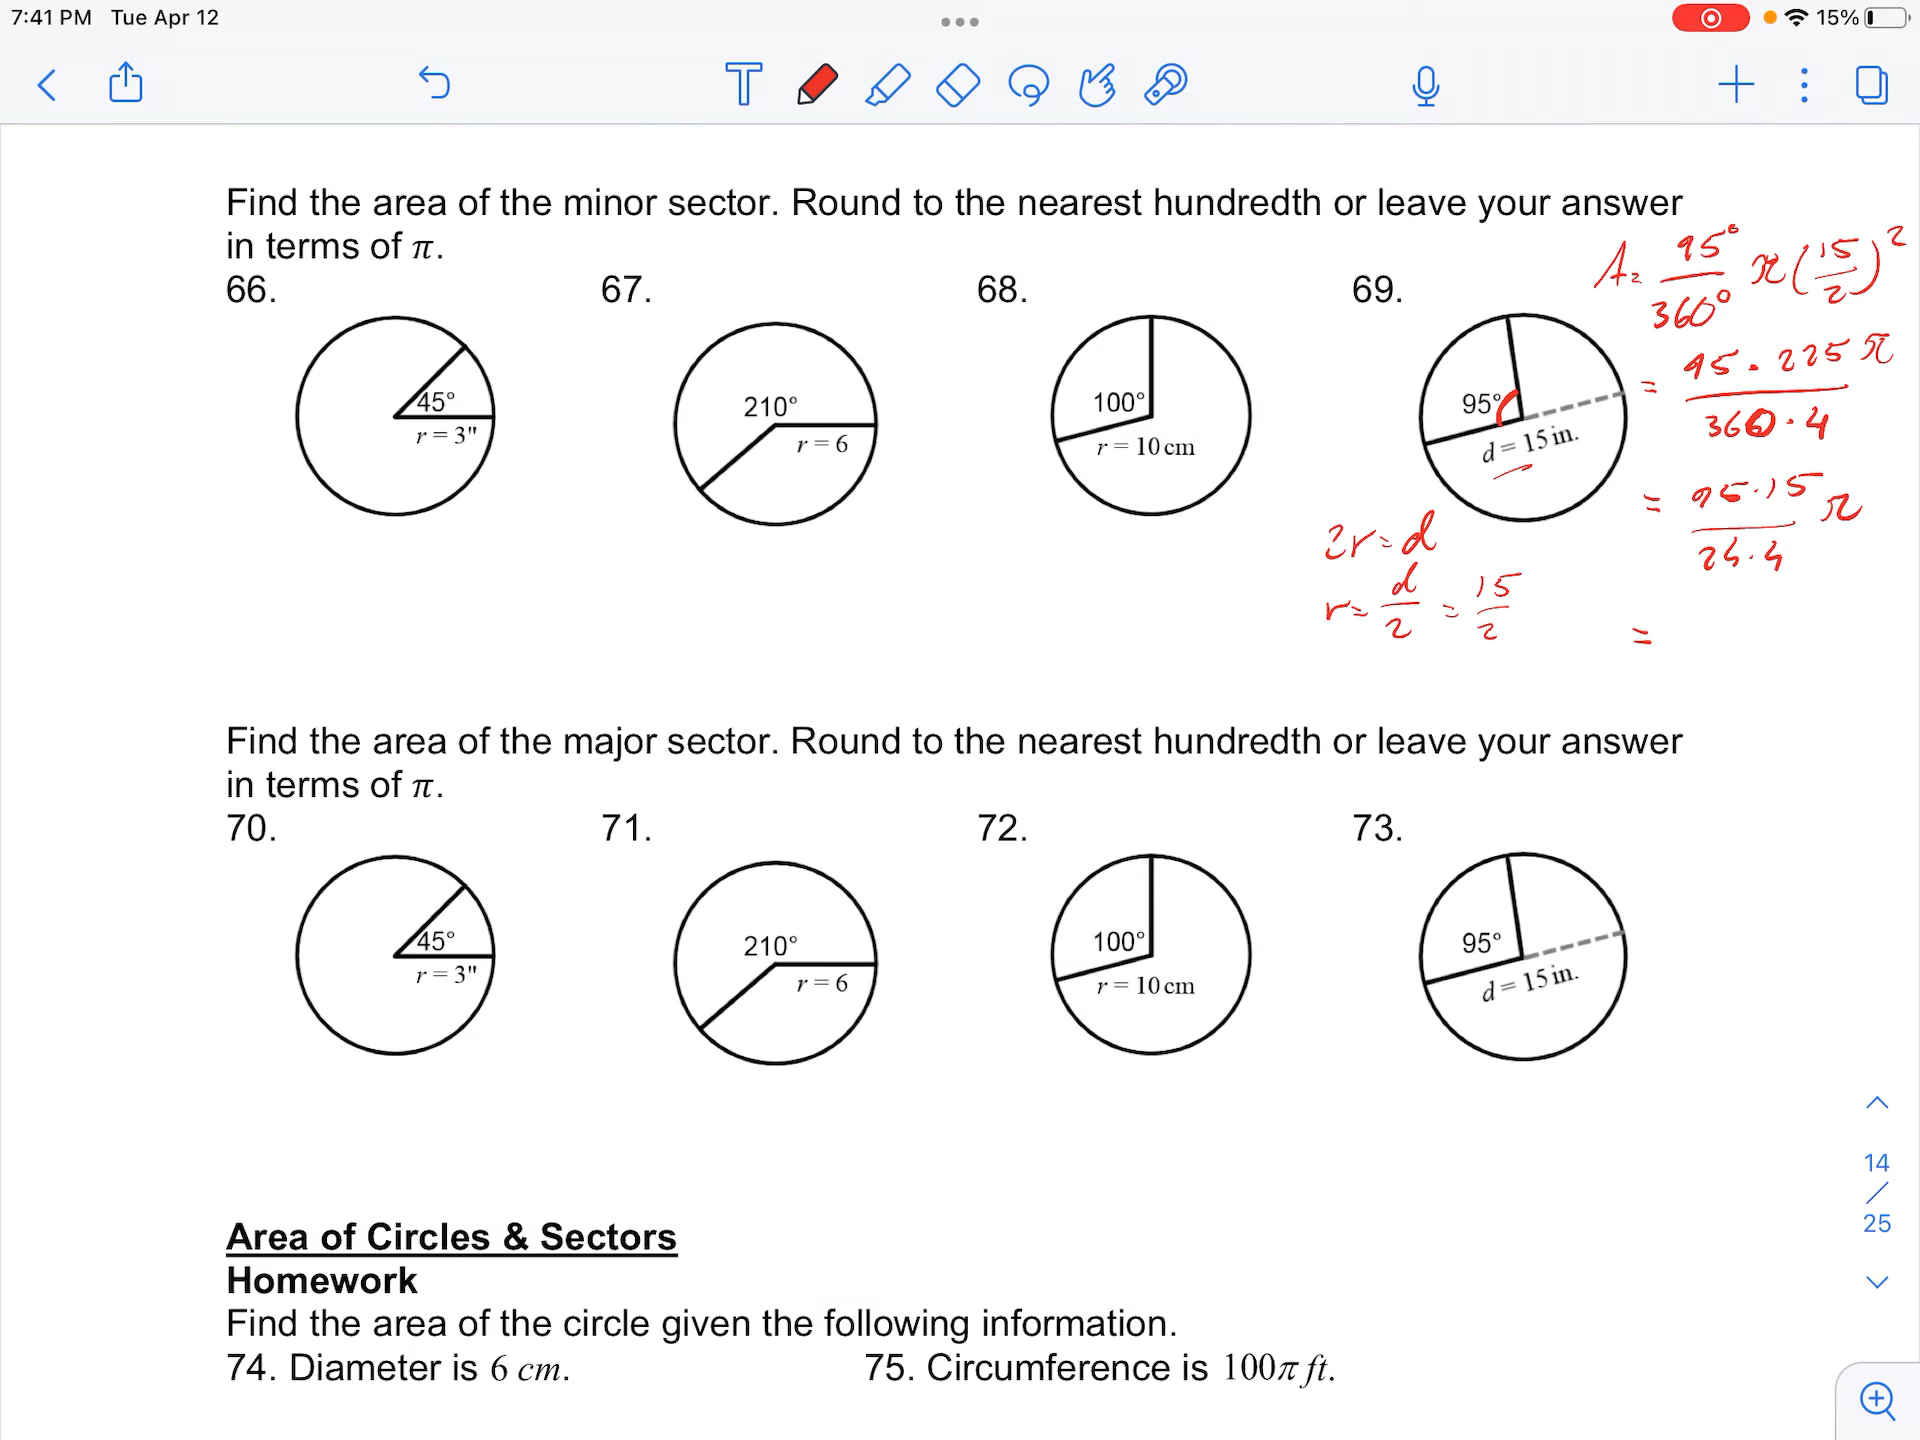 7:41 PM Tue Apr 12
15%
T
Find the area of the minor sector. Round to the nearest hundredth or leave your answer
in terms of π.
66. 67. 68. 69.
45°
r = 3"
210°
r = 6
100°
r = 10 cm
95°
d = 15 in.
A = 95°/360° π(15/2)²
= 95 · 225 π/360 · 4
= 95 · 15/24 · 4 π
=
2r = d
r = d/2 = 15/2
Find the area of the major sector. Round to the nearest hundredth or leave your answer
in terms of π.
70. 71. 72. 73.
45°
r = 3"
210°
r = 6
100°
r = 10 cm
95°
d = 15 in.
14
/
25
Area of Circles & Sectors
Homework
Find the area of the circle given the following information.
74. Diameter is 6 cm. 75. Circumference is 100π ft.